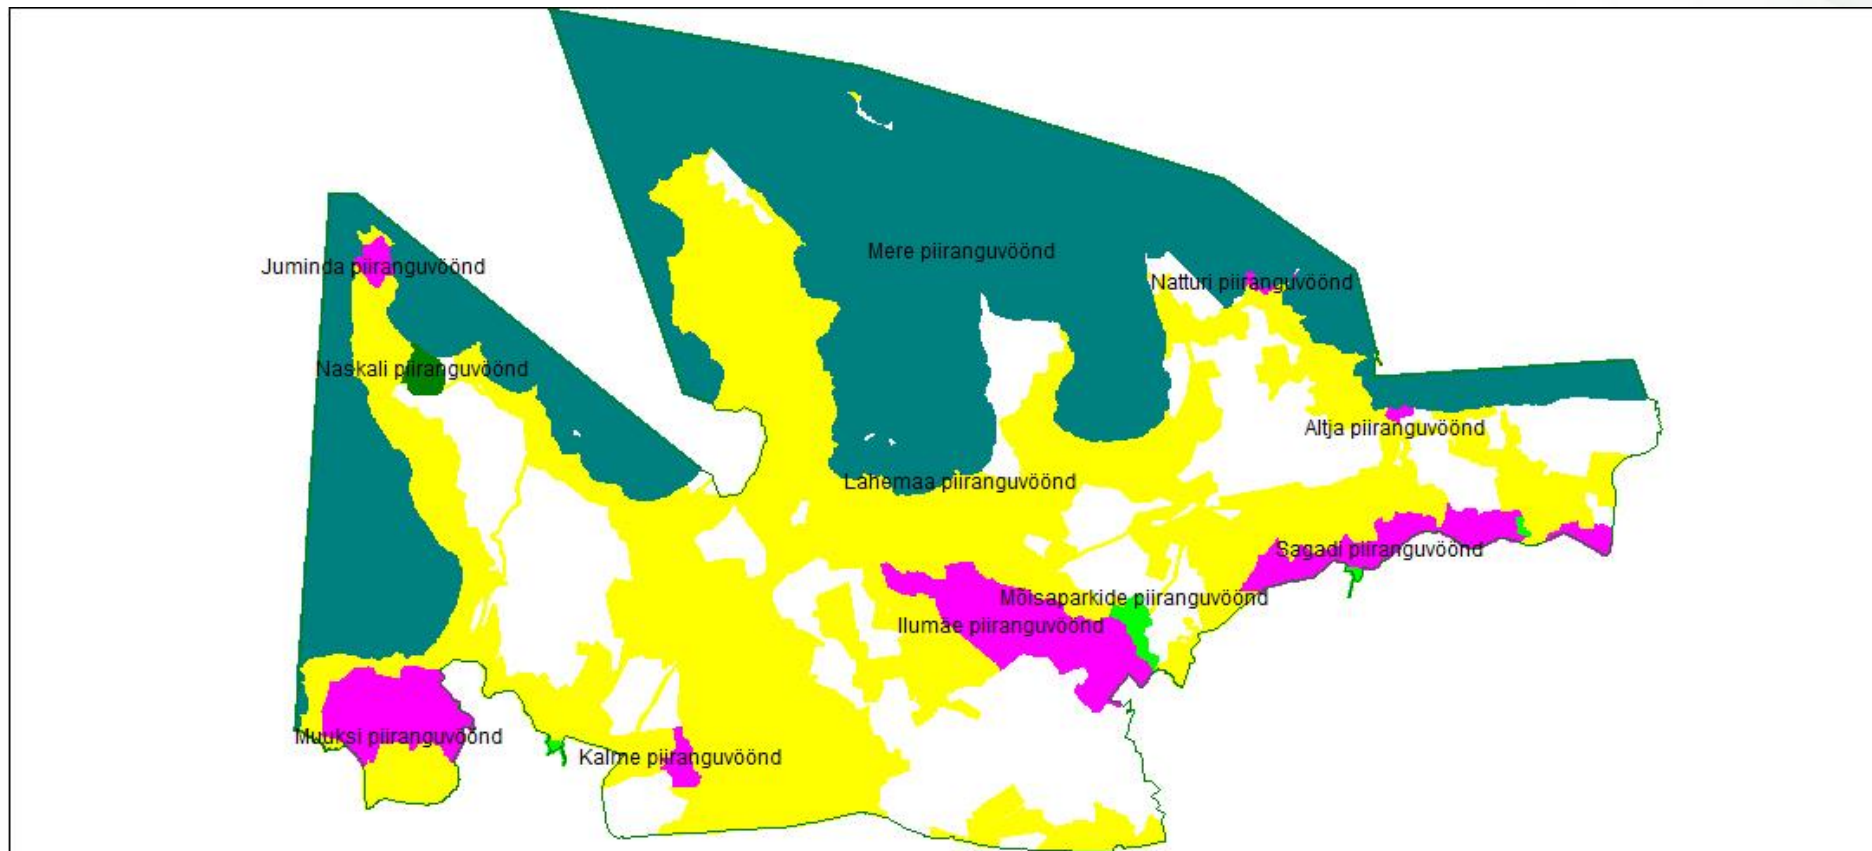 Mere piiranguvöönd
Juminda piiranguvöönd
Natturi piiranguvöönd
Naskali piiranguvöönd
Altja piiranguvöönd
Lahemaa piiranguvöönd
Sagadi piiranguvöönd
Mõisaparkide piiranguvöönd
Ilumäe piiranguvöönd
Muuksi piiranguvöönd
Kalme piiranguvöönd